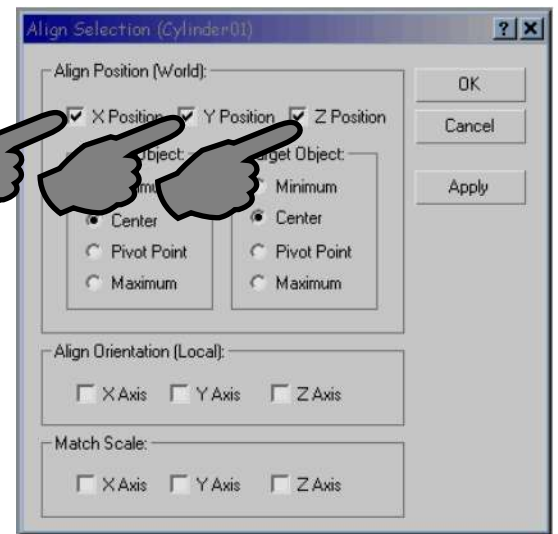 Align Selection (Cylinder01)
Align Position (World):
OK
X Position Y Position Z Position
Cancel
Object: Target Object:
Minimum
Apply
Center Center
Pivot Point Pivot Point
Maximum Maximum
Align Orientation (Local):
X Axis Y Axis Z Axis
Match Scale:
X Axis Y Axis Z Axis